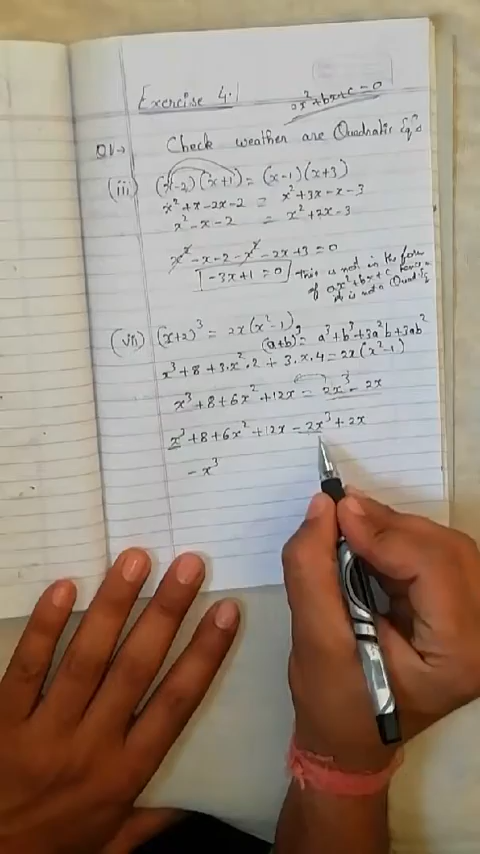 Exercise 4.1
ax²+bx+c=0
Q1→ Check weather are Quadratic Eq's
(iii) (x-2)(x+1) = (x-1)(x+3)
x²+x-2x-2 = x²+3x-x-3
x²-x-2 = x²+2x-3
x²-x-2-x²-2x+3=0
-3x+1=0 This is not in the form
of ax²+bx+c hence
it is not a Quad Eq
(vii) (x+2)³ = 2x(x²-1),
(a+b)³= a³+b³+3a²b+3ab²
x³+8+3.x².2+3.x.4=2x(x²-1)
x³+8+6x²+12x = 2x³-2x
x³+8+6x²+12x-2x³+2x
-x³